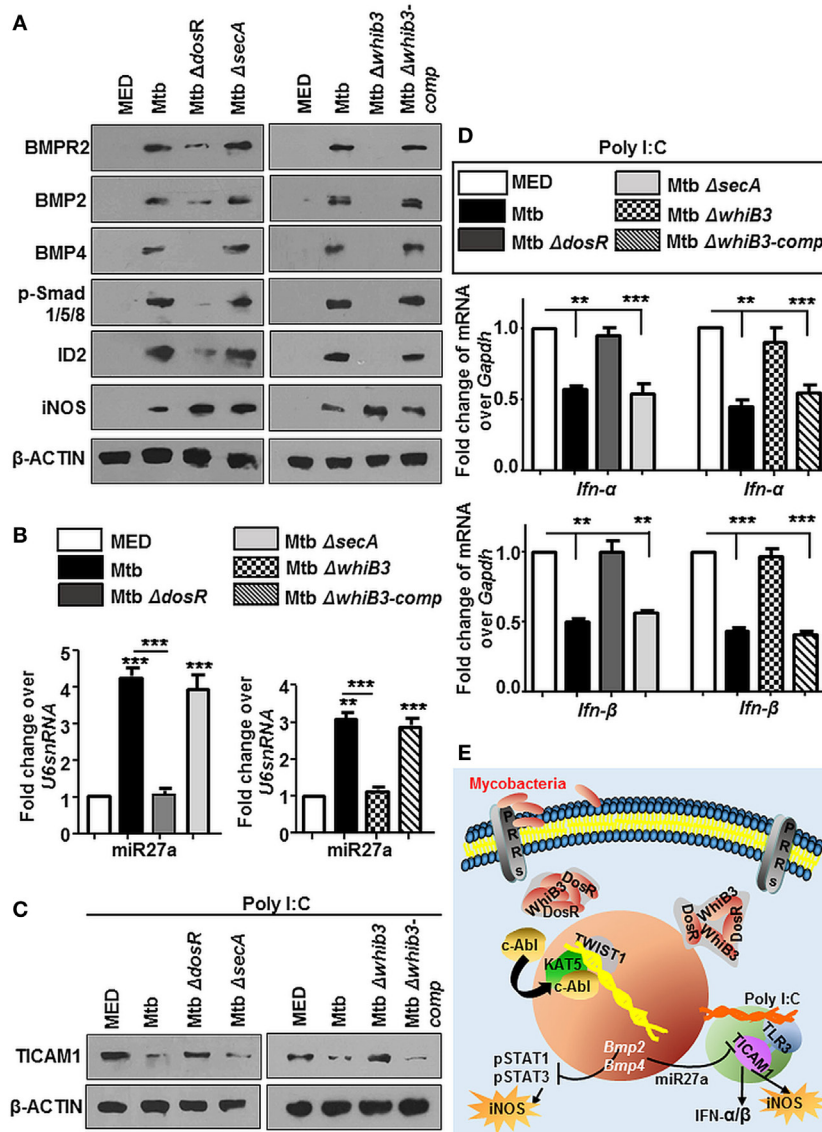 A
MED
Mtb
Mtb ΔdosR
Mtb ΔsecA
MED
Mtb
Mtb Δwhib3
Mtb Δwhib3-
comp
BMPR2
BMP2
BMP4
p-Smad
1/5/8
ID2
iNOS
β-ACTIN
B
MED
Mtb
Mtb ΔdosR
Mtb ΔsecA
Mtb ΔwhiB3
Mtb ΔwhiB3-comp
Fold change over
U6snRNA
5
4
3
2
1
0
***
***
***
miR27a
Fold change over
U6snRNA
4
3
2
1
0
**
***
***
miR27a
C
Poly I:C
MED
Mtb
Mtb ΔdosR
Mtb ΔsecA
MED
Mtb
Mtb Δwhib3
Mtb Δwhib3-
comp
TICAM1
β-ACTIN
D
Poly I:C
MED
Mtb
Mtb ΔdosR
Mtb ΔsecA
Mtb ΔwhiB3
Mtb ΔwhiB3-comp
Fold change of mRNA
over Gapdh
1.0
0.5
0.0
** ***
** ***
Ifn-α
Ifn-α
Fold change of mRNA
over Gapdh
1.0
0.5
0.0
** **
*** ***
Ifn-β
Ifn-β
E
Mycobacteria
PRRs
PRRs
WhiB3
DosR
DosR
WhiB3
WhiB3
DosR
DosR
c-Abl
KAT5
TWIST1
c-Abl
Poly I:C
TLR3
TICAM1
Bmp2
Bmp4
pSTAT1
pSTAT3
miR27a
iNOS
IFN-α/β
iNOS